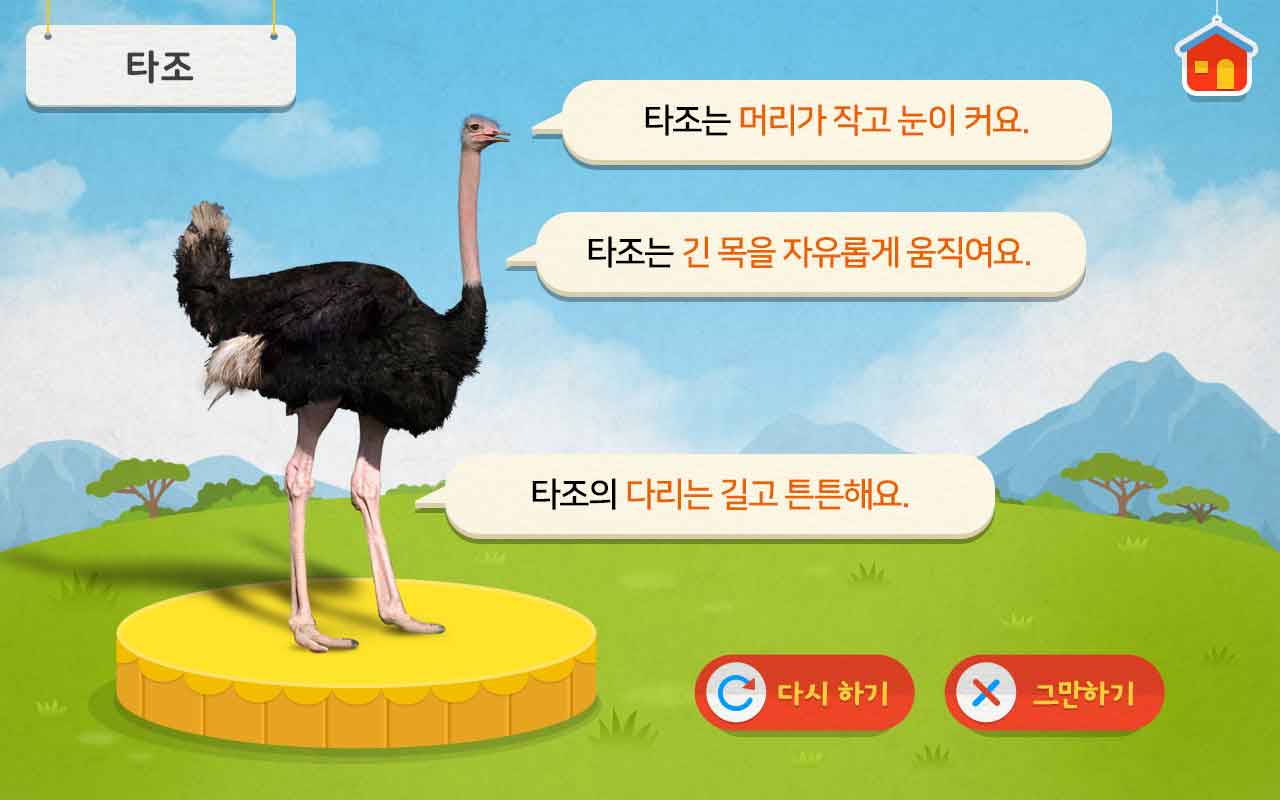 타조
타조는 머리가 작고 눈이 커요.
타조는 긴 목을 자유롭게 움직여요.
타조의 다리는 길고 튼튼해요.
다시 하기
그만하기